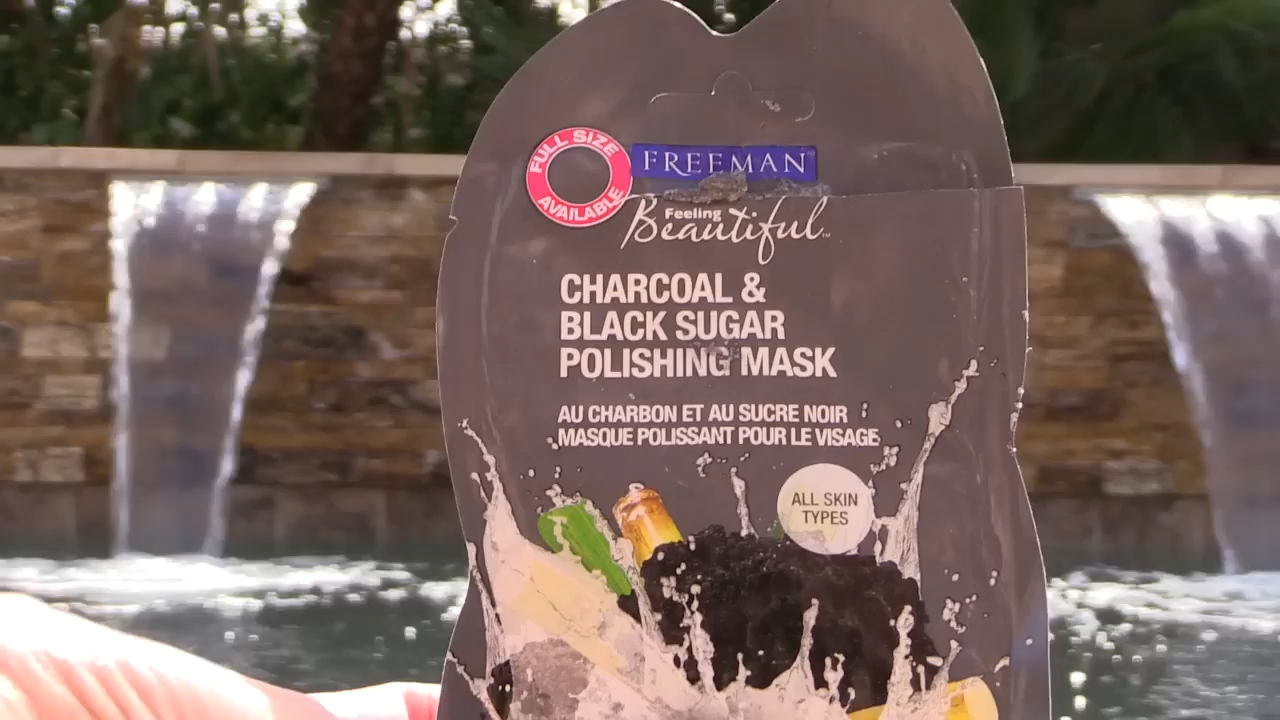 FULL SIZE
AVAILABLE
FREEMAN
Feeling
Beautiful™
CHARCOAL &
BLACK SUGAR
POLISHING MASK
AU CHARBON ET AU SUCRE NOIR
MASQUE POLISSANT POUR LE VISAGE
ALL SKIN
TYPES